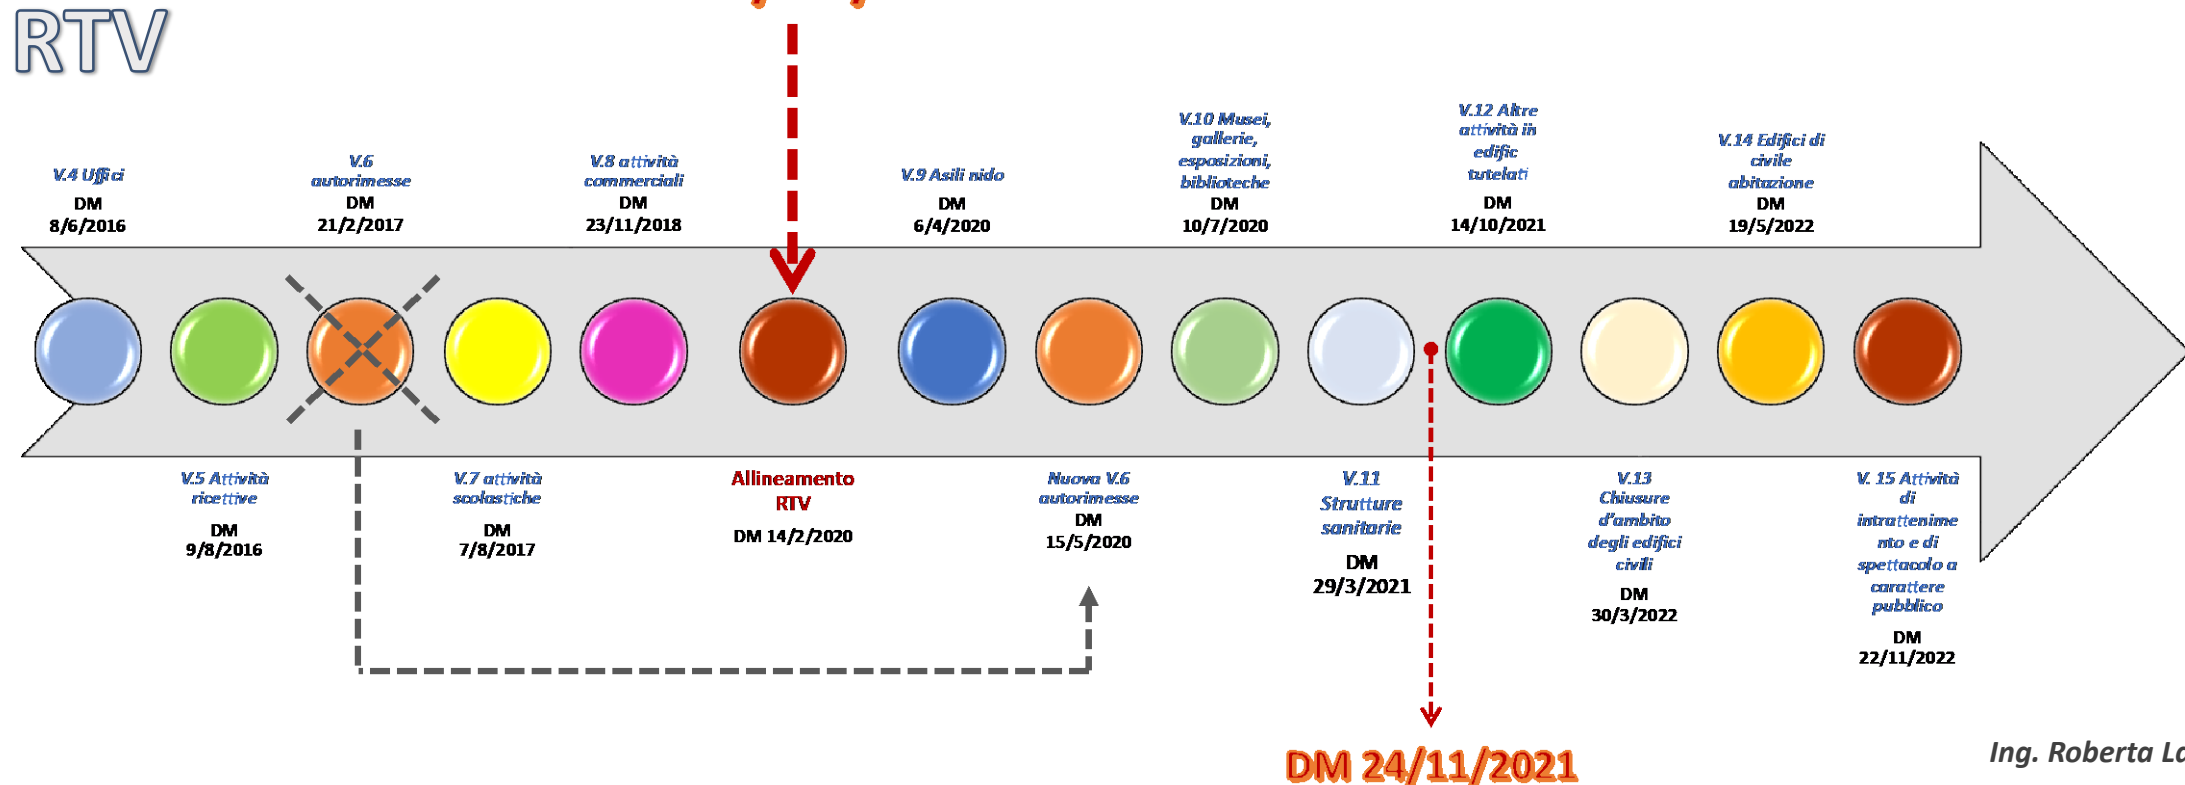 RTV
V.4 Uffici
DM
8/6/2016
V.6
autorimesse
DM
21/2/2017
V.8 attività
commerciali
DM
23/11/2018
V.9 Asili nido
DM
6/4/2020
V.10 Musei,
gallerie,
esposizioni,
biblioteche
DM
10/7/2020
V.12 Altre
attività in
edific
tutelati
DM
14/10/2021
V.14 Edifici di
civile
abitazione
DM
19/5/2022
V.5 Attività
ricettive
DM
9/8/2016
V.7 attività
scolastiche
DM
7/8/2017
Allineamento
RTV
DM 14/2/2020
Nuova V.6
autorimesse
DM
15/5/2020
V.11
Strutture
sanitarie
DM
29/3/2021
V.13
Chiusure
d'ambito
degli edifici
civili
DM
30/3/2022
V. 15 Attività
di
intrattenime
nto e di
spettacolo a
carattere
pubblico
DM
22/11/2022
DM 24/11/2021
Ing. Roberta